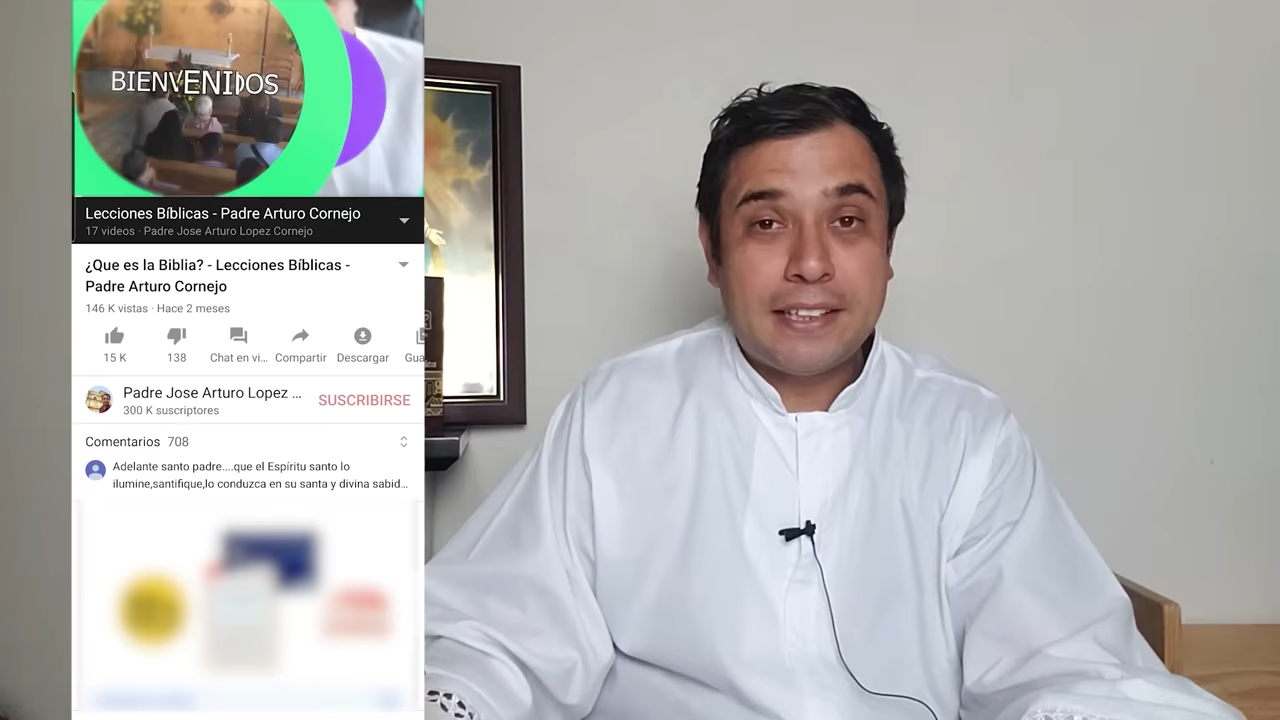 BIENVENIDOS
Lecciones Bíblicas - Padre Arturo Cornejo
17 videos · Padre Jose Arturo Lopez Cornejo
¿Que es la Biblia? - Lecciones Bíblicas -
Padre Arturo Cornejo
146 K vistas · Hace 2 meses
15 K
138
Chat en vi...
Compartir
Descargar
Gua
Padre Jose Arturo Lopez ...
300 K suscriptores
SUSCRIBIRSE
Comentarios 708
Adelante santo padre....que el Espíritu santo lo
ilumine,santifique,lo conduzca en su santa y divina sabid...